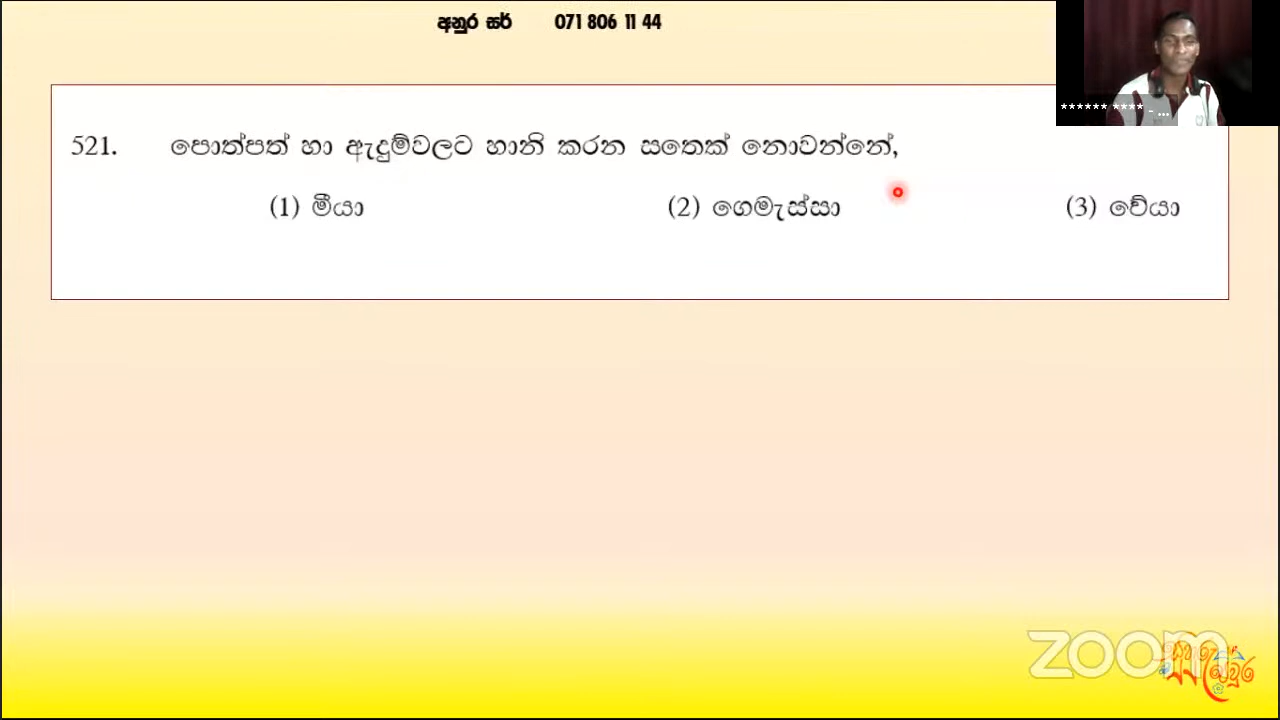 අනුර සර් 071 806 11 44
****** **** - ...
521. පොත්පත් හා ඇඳුම්වලට හානි කරන සතෙක් නොවන්නේ,
(1) මීයා (2) ගෙමැස්සා (3) වේයා
zoom